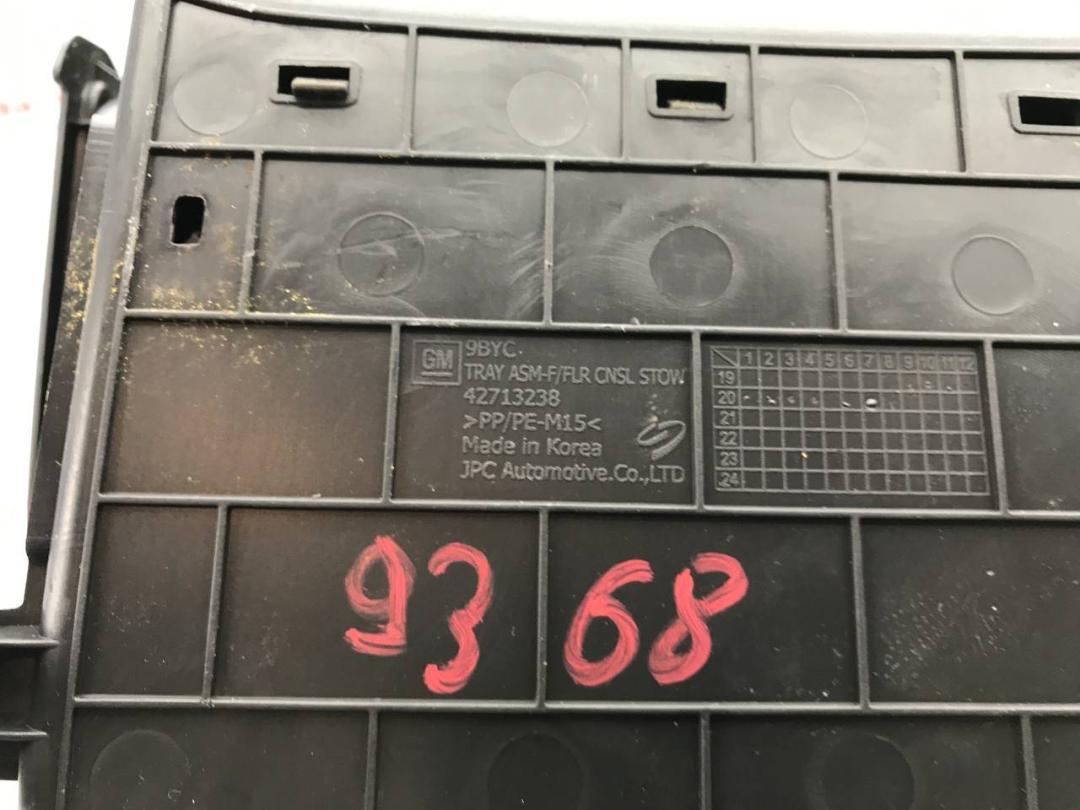 GM
9BYC
TRAY ASM-F/FLR CNSL STOW
42713238
>PP/PE-M15<
Made in Korea
JPC Automotive.Co.,LTD
1 2 3 4 5 6 7 8 9 10 11 12
19
20
21
22
23
24
93 68